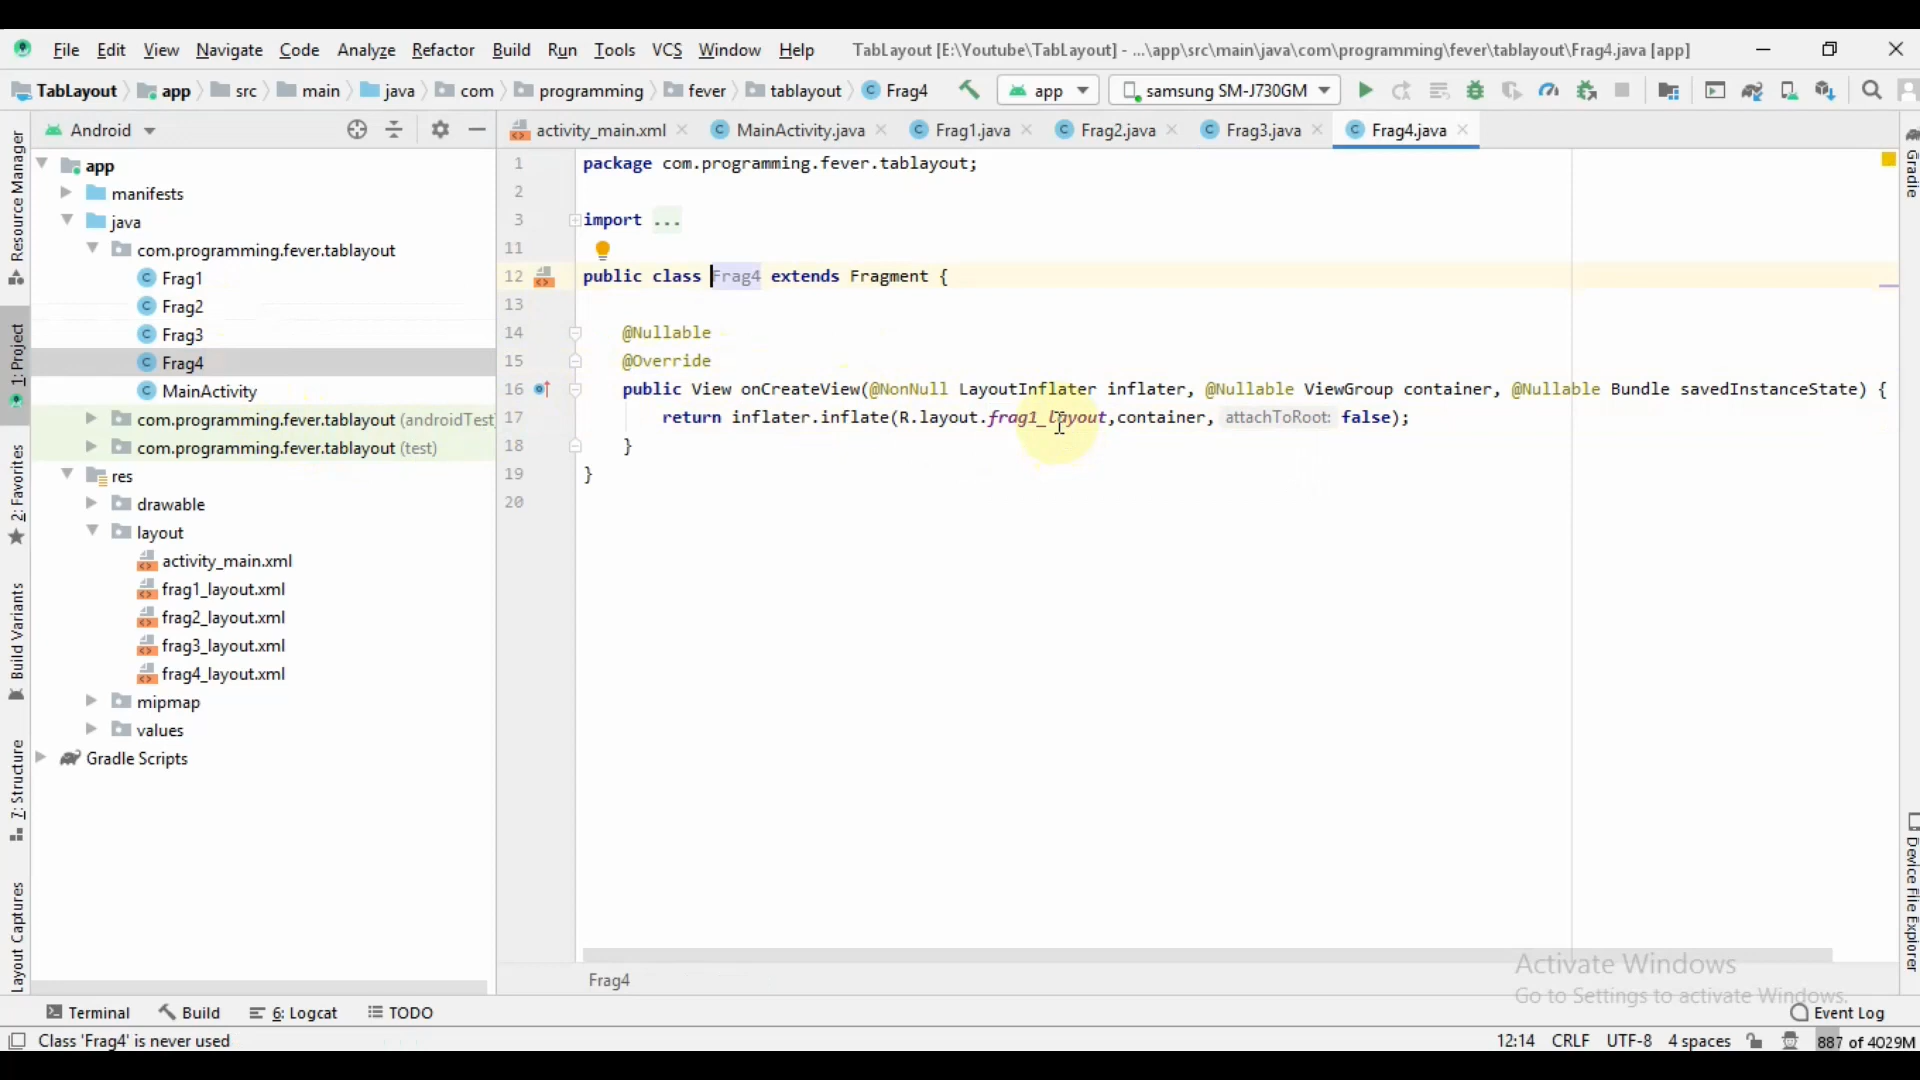 File Edit View Navigate Code Analyze Refactor Build Run Tools VCS Window Help TabLayout [E:\Youtube\TabLayout] - ...\app\src\main\java\com\programming\fever\tablayout\Frag4.java [app]
TabLayout app src main java com programming fever tablayout Frag4 app samsung SM-J730GM
Android
activity_main.xml MainActivity.java Frag1.java Frag2.java Frag3.java Frag4.java
app
manifests
java
com.programming.fever.tablayout
Frag1
Frag2
Frag3
Frag4
MainActivity
com.programming.fever.tablayout (androidTest
com.programming.fever.tablayout (test)
res
drawable
layout
activity_main.xml
frag1_layout.xml
frag2_layout.xml
frag3_layout.xml
frag4_layout.xml
mipmap
values
Gradle Scripts
1 package com.programming.fever.tablayout;
2
3 import ...
11
12 public class Frag4 extends Fragment {
13
14 @Nullable
15 @Override
16 public View onCreateView(@NonNull LayoutInflater inflater, @Nullable ViewGroup container, @Nullable Bundle savedInstanceState) {
17 return inflater.inflate(R.layout.frag1_layout,container, attachToRoot: false);
18 }
19 }
20
Frag4
Resource Manager
1: Project
2: Favorites
Build Variants
7: Structure
Layout Captures
Gradle
Device File Explorer
Activate Windows
Go to Settings to activate Windows.
Terminal Build 6: Logcat TODO Event Log
Class 'Frag4' is never used 12:14 CRLF UTF-8 4 spaces 887 of 4029M